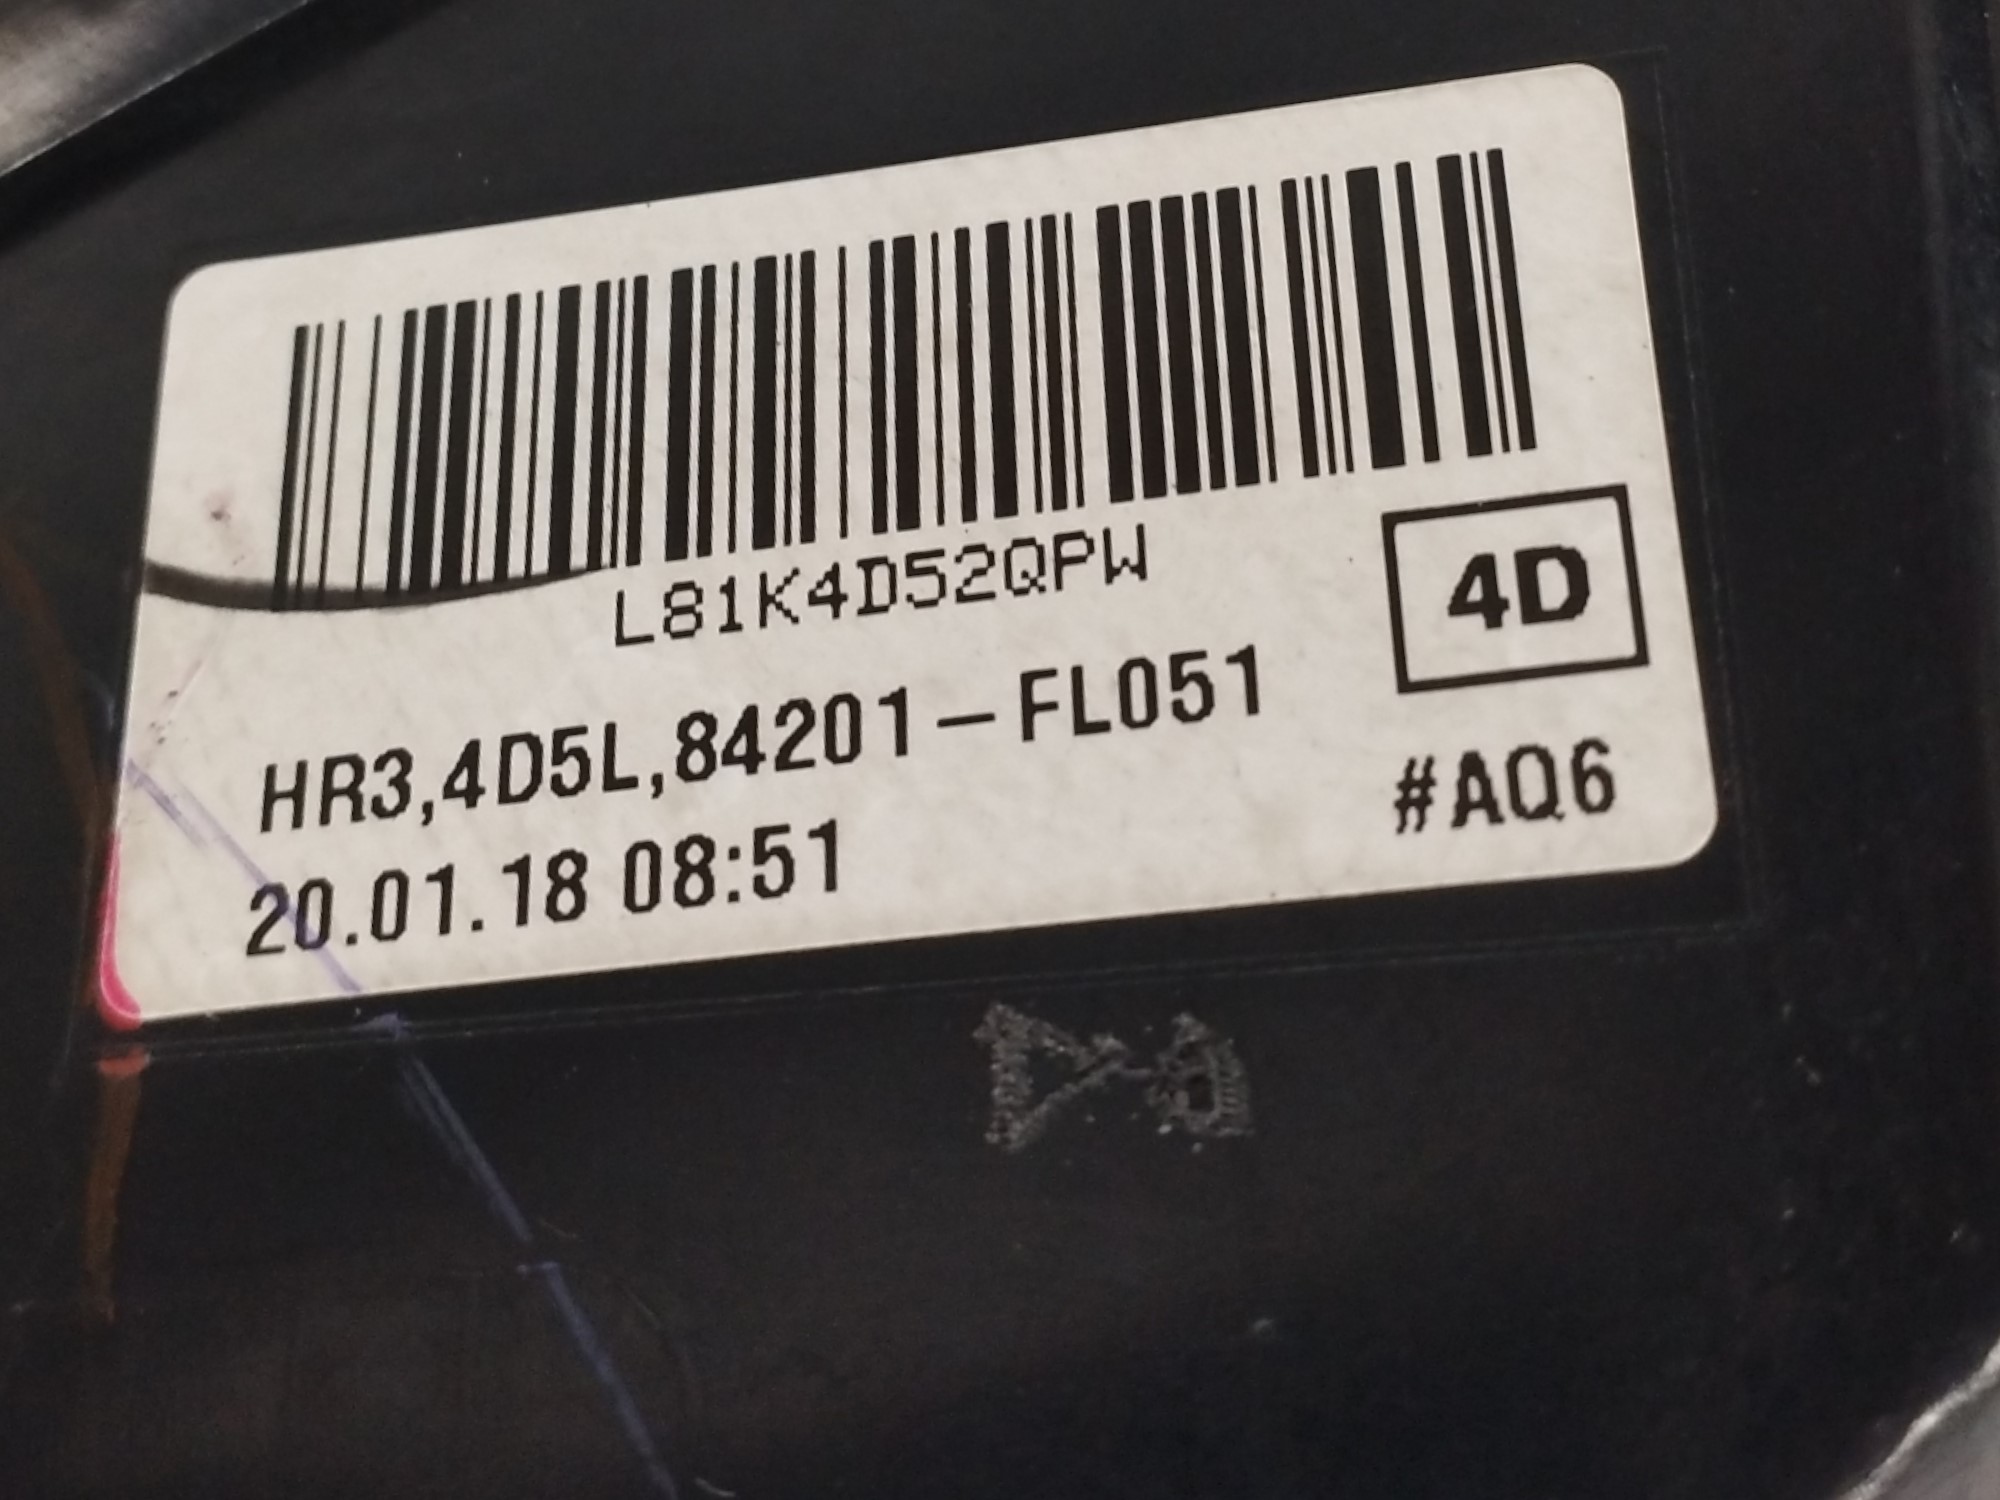 L81K4D52QPW
4D
HR3,4D5L,84201-FL051
#AQ6
20.01.18 08:51